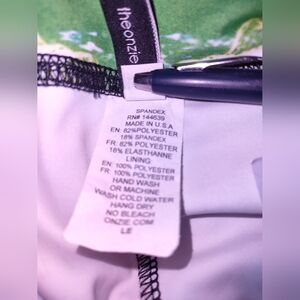 theonzie
SPANDEX
RN# 144639
MADE IN U.S.A
EN: 82%POLYESTER
18% SPANDEX
FR: 82% POLYESTER
18% ELASTHANNE
LINING
EN: 100% POLYESTER
FR: 100% POLYESTER
HAND WASH
OR MACHINE
WASH COLD WATER
HANG DRY
NO BLEACH
ONZIE.COM